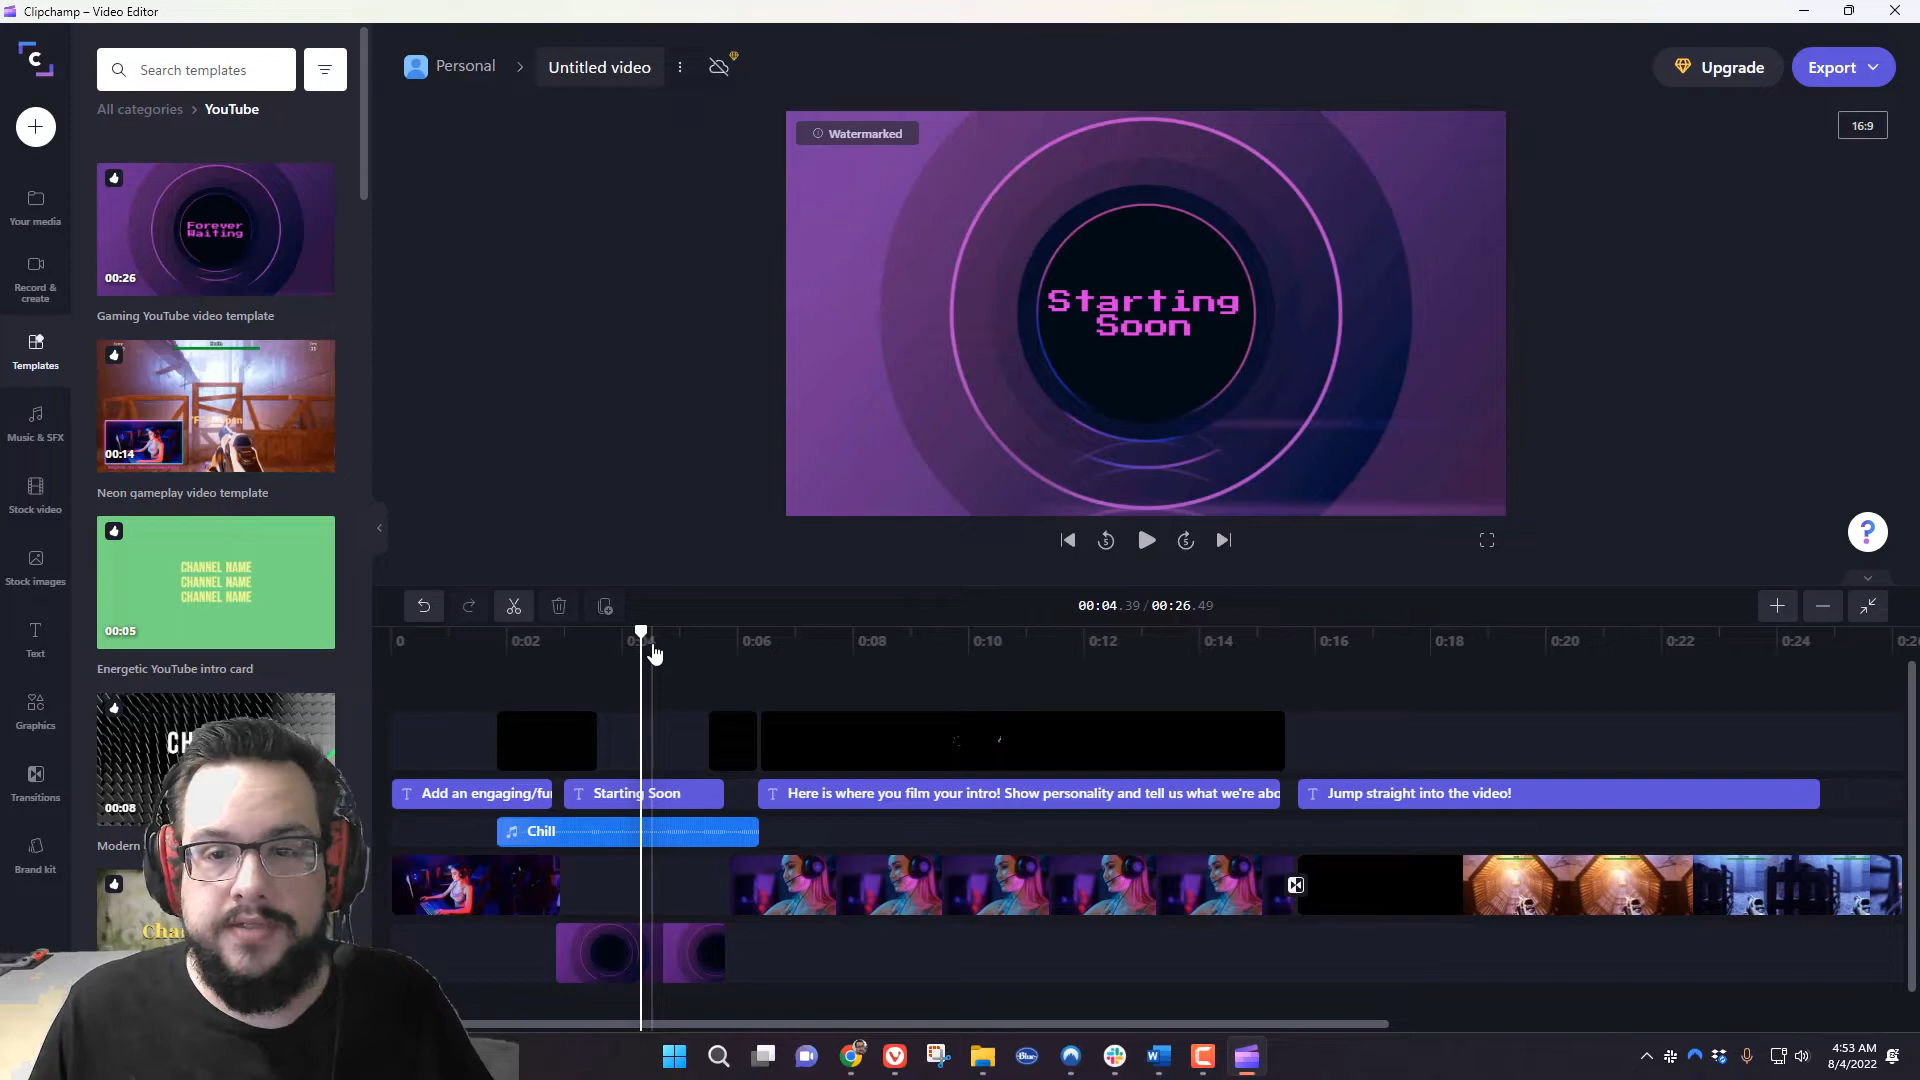 Clipchamp – Video Editor
Search templates
All categories > YouTube
Personal > Untitled video
Upgrade
Export
16:9
Watermarked
Starting
Soon
Your media
Record &
create
Templates
Music & SFX
Stock video
Stock images
Text
Graphics
Transitions
Brand kit
Forever
Waiting
00:26
Gaming YouTube video template
00:14
Neon gameplay video template
CHANNEL NAME
CHANNEL NAME
CHANNEL NAME
00:05
Energetic YouTube intro card
00:08
Modern
5
5
?
00:04.39/00:26.49
0
0:02
0:04
0:06
0:08
0:10
0:12
0:14
0:16
0:18
0:20
0:22
0:24
Starting Soon
Here is where you film your intro! Show personality and tell us what we're abo
Jump straight into the video!
Chill
Blue
4:53 AM
8/4/2022